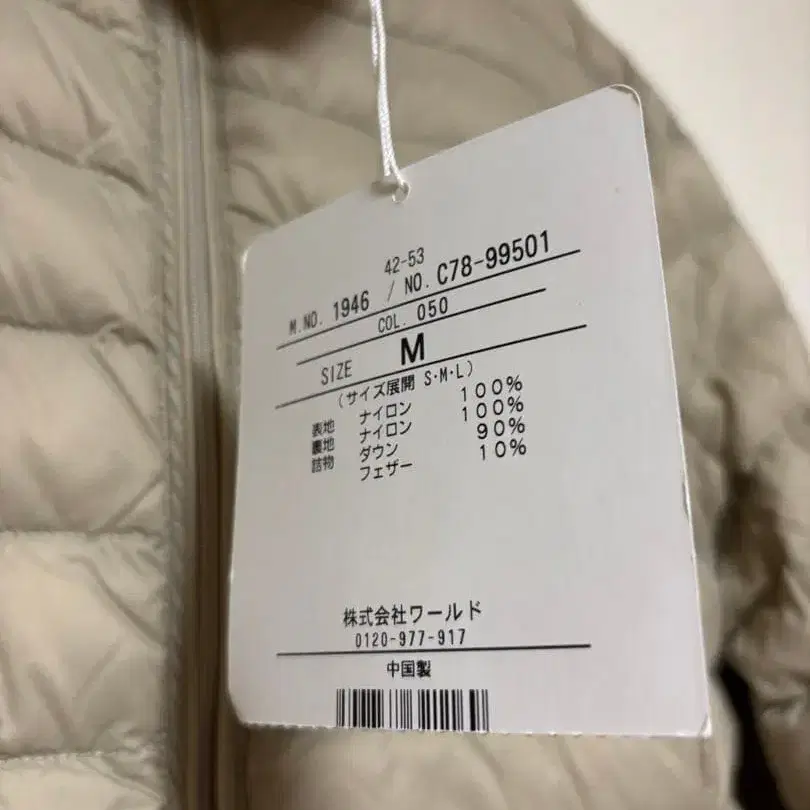 42-53
M.NO. 1946 / NO. C78-99501
COL. 050
SIZE M
(サイズ展開 S・M・L)
表地 ナイロン 100%
裏地 ナイロン 100%
詰物 ダウン 90%
フェザー 10%
株式会社ワールド
0120-977-917
中国製